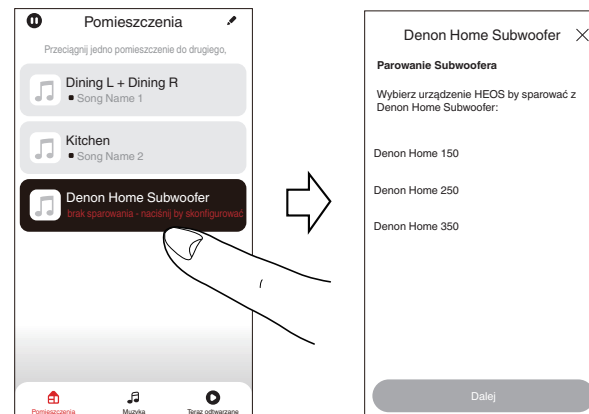 Pomieszczenia
Przeciągnij jedno pomieszczenie do drugiego,
Dining L + Dining R
Song Name 1
Kitchen
Song Name 2
Denon Home Subwoofer
brak sparowania - naciśnij by skonfigurować
Pomieszczenia
Muzyka
Teraz odtwarzane
Denon Home Subwoofer
Parowanie Subwoofera
Wybierz urządzenie HEOS by sparować z
Denon Home Subwoofer:
Denon Home 150
Denon Home 250
Denon Home 350
Dalej